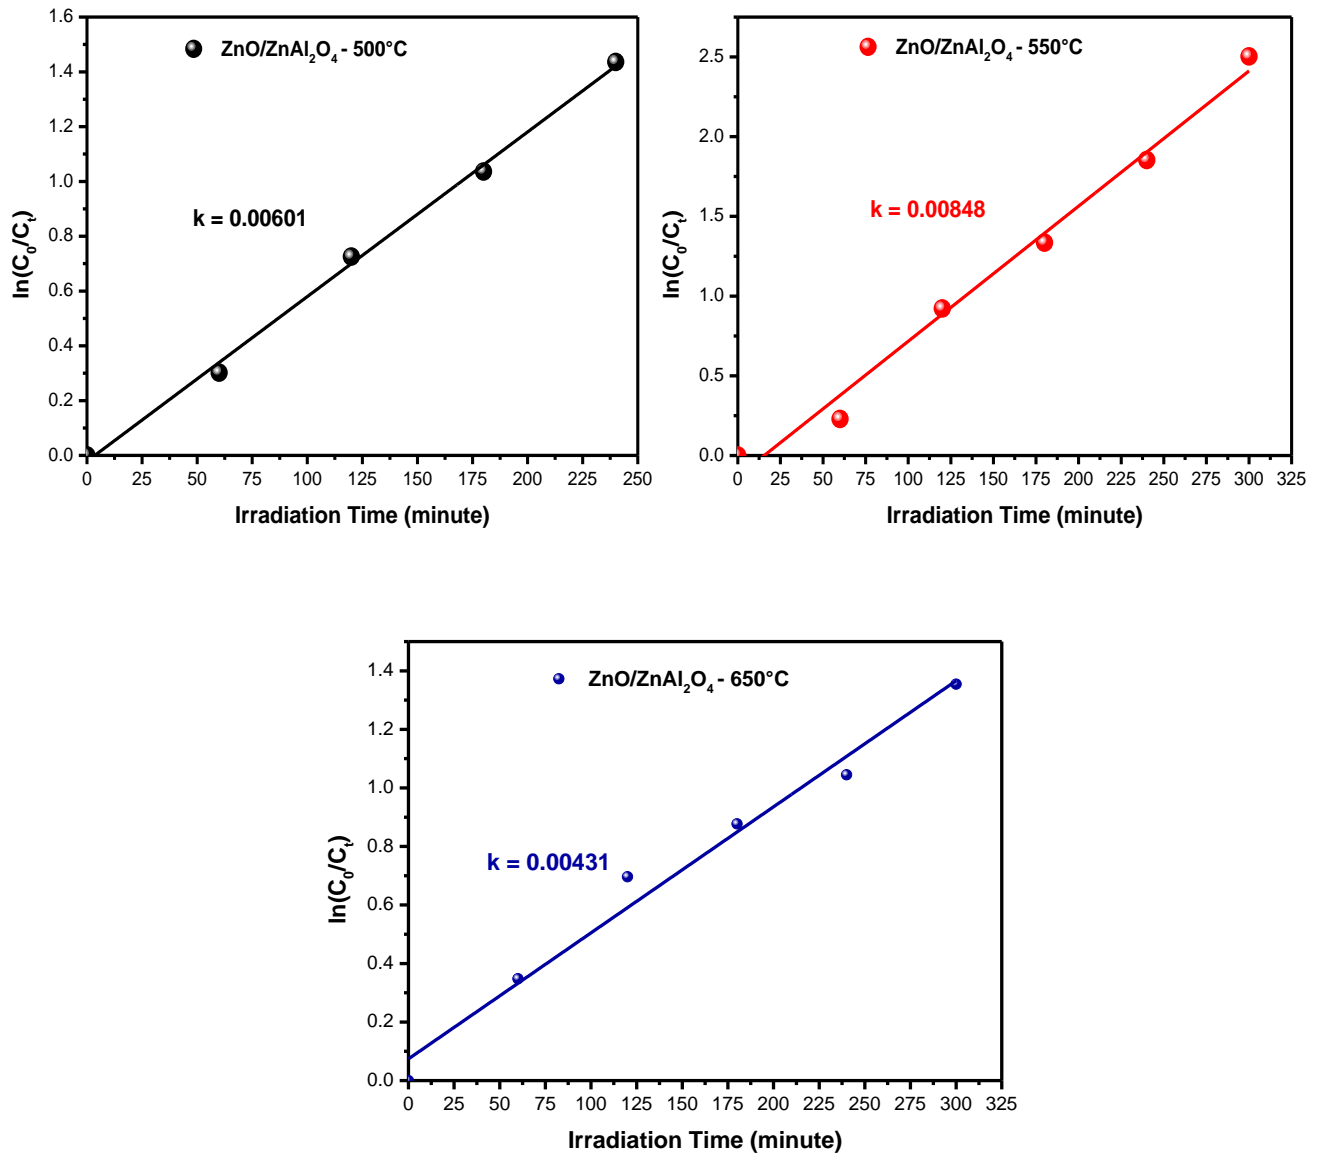 ZnO/ZnAl₂O₄ - 500°C
k = 0.00601
ln(C₀/Cₜ)
1.6
1.4
1.2
1.0
0.8
0.6
0.4
0.2
0.0
0 25 50 75 100 125 150 175 200 225 250
Irradiation Time (minute)
ZnO/ZnAl₂O₄ - 550°C
k = 0.00848
ln(C₀/Cₜ)
2.5
2.0
1.5
1.0
0.5
0.0
0 25 50 75 100 125 150 175 200 225 250 275 300 325
Irradiation Time (minute)
ZnO/ZnAl₂O₄ - 650°C
k = 0.00431
ln(C₀/Cₜ)
1.4
1.2
1.0
0.8
0.6
0.4
0.2
0.0
0 25 50 75 100 125 150 175 200 225 250 275 300 325
Irradiation Time (minute)